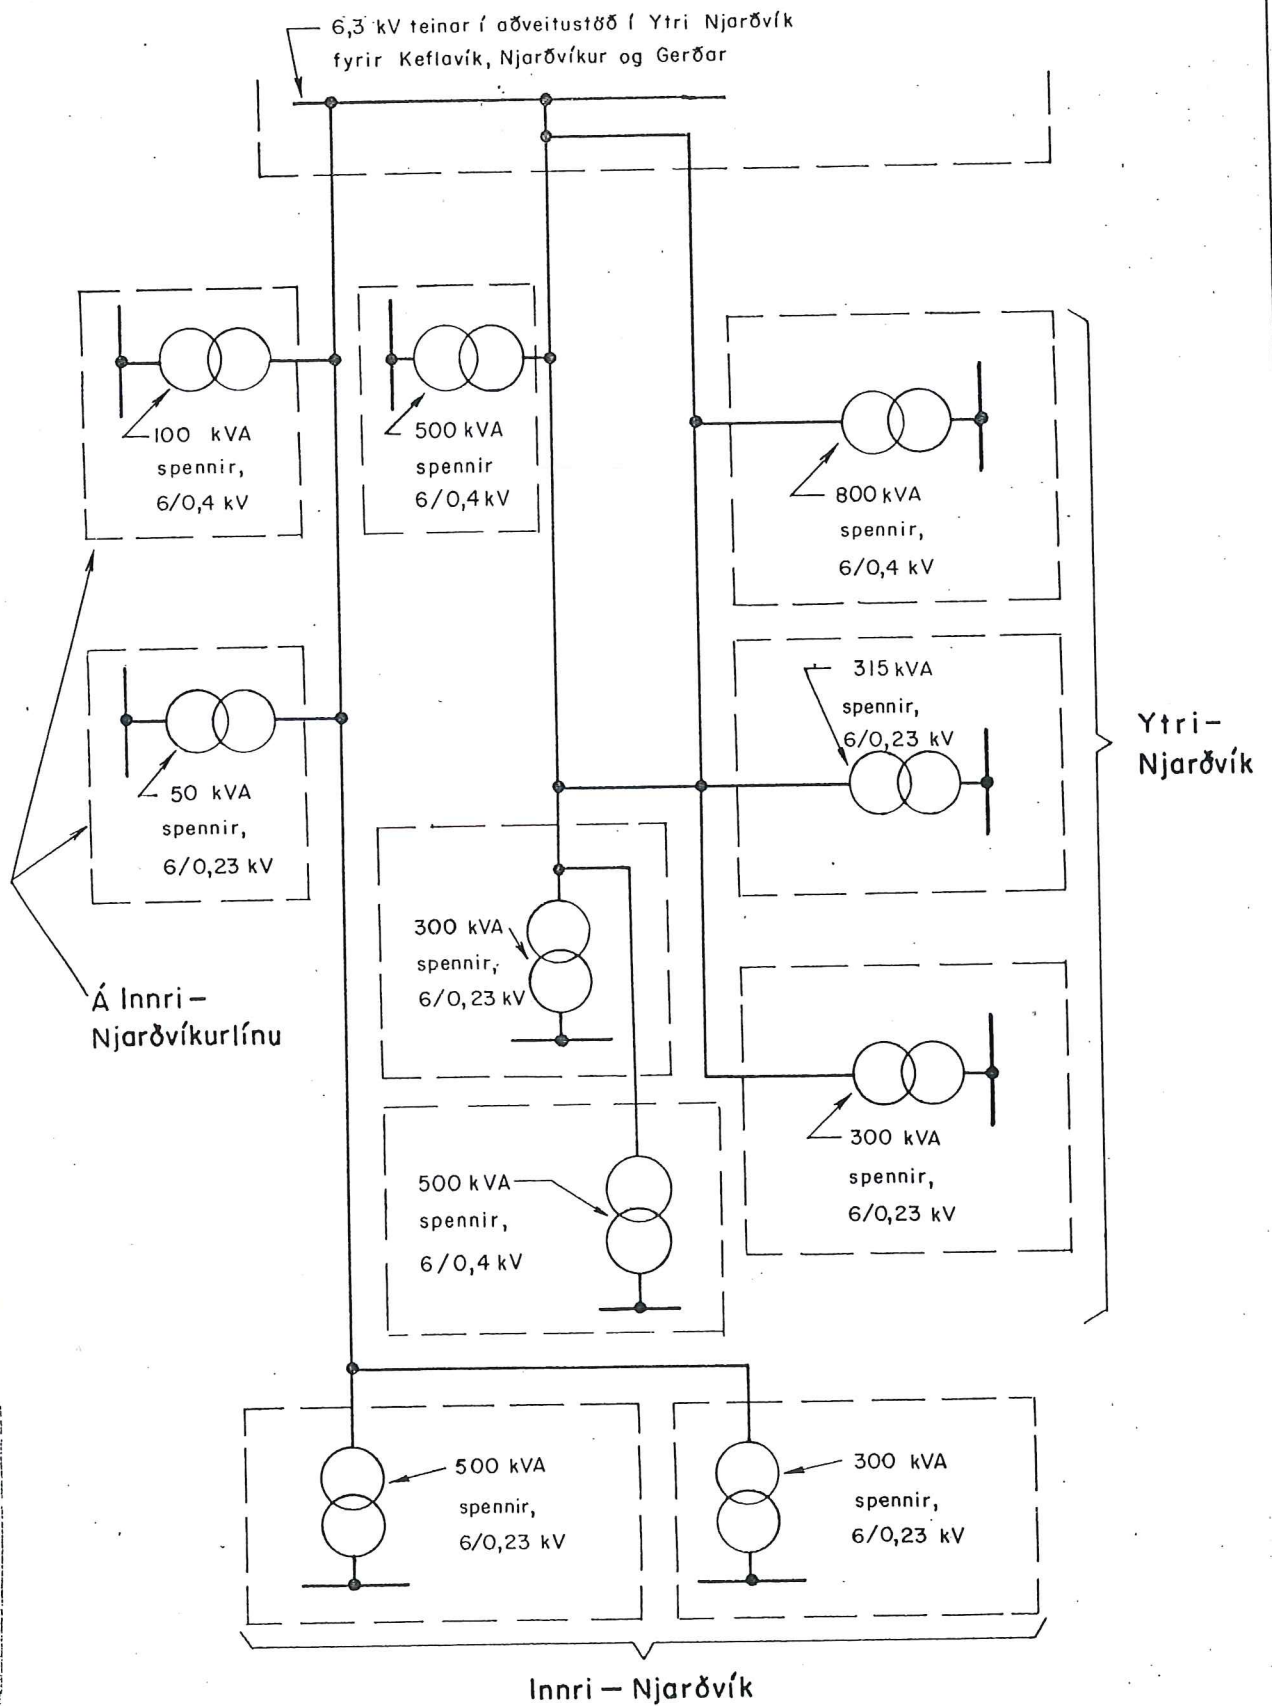 6,3 kV teinar í aðveitustöð í Ytri Njarðvík
fyrir Keflavík, Njarðvíkur og Gerðar
100 kVA
spennir,
6/0,4 kV
500 kVA
spennir
6/0,4 kV
800 kVA
spennir,
6/0,4 kV
50 kVA
spennir,
6/0,23 kV
315 kVA
spennir,
6/0,23 kV
Ytri-
Njarðvík
300 kVA
spennir,
6/0,23 kV
Á Innri-
Njarðvíkurlínu
300 kVA
spennir,
6/0,23 kV
500 kVA
spennir,
6/0,4 kV
500 kVA
spennir,
6/0,23 kV
300 kVA
spennir,
6/0,23 kV
Innri - Njarðvík